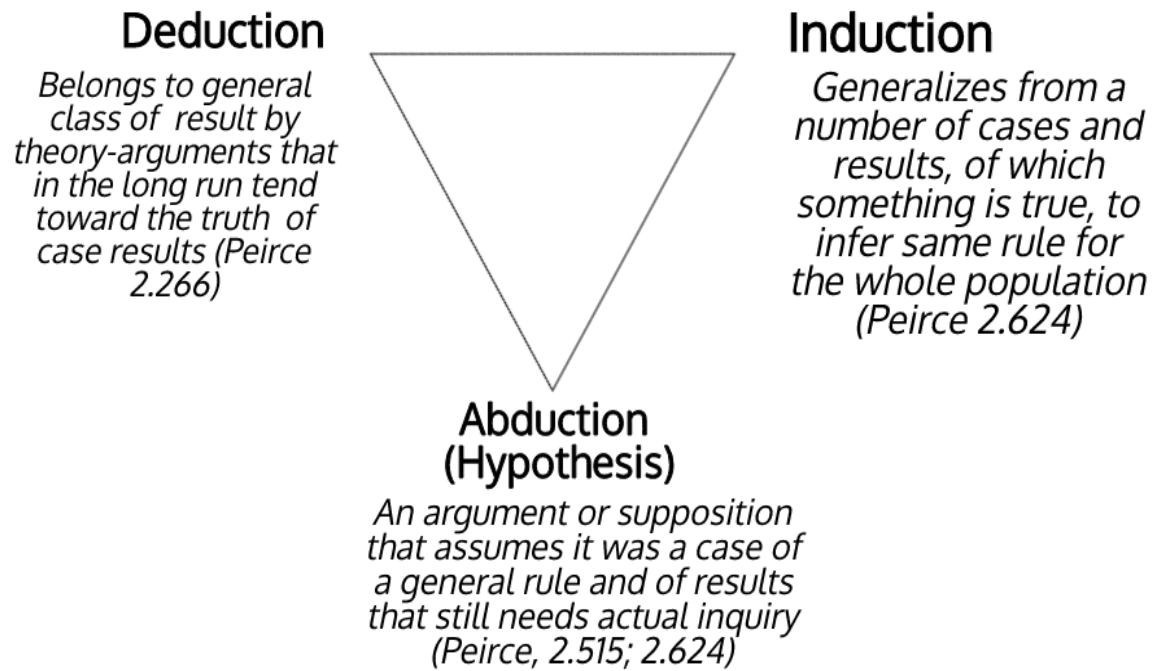 Deduction
Belongs to general
class of result by
theory-arguments that
in the long run tend
toward the truth of
case results (Peirce
2.266)
Induction
Generalizes from a
number of cases and
results, of which
something is true, to
infer same rule for
the whole population
(Peirce 2.624)
Abduction
(Hypothesis)
An argument or supposition
that assumes it was a case of
a general rule and of results
that still needs actual inquiry
(Peirce, 2.515; 2.624)